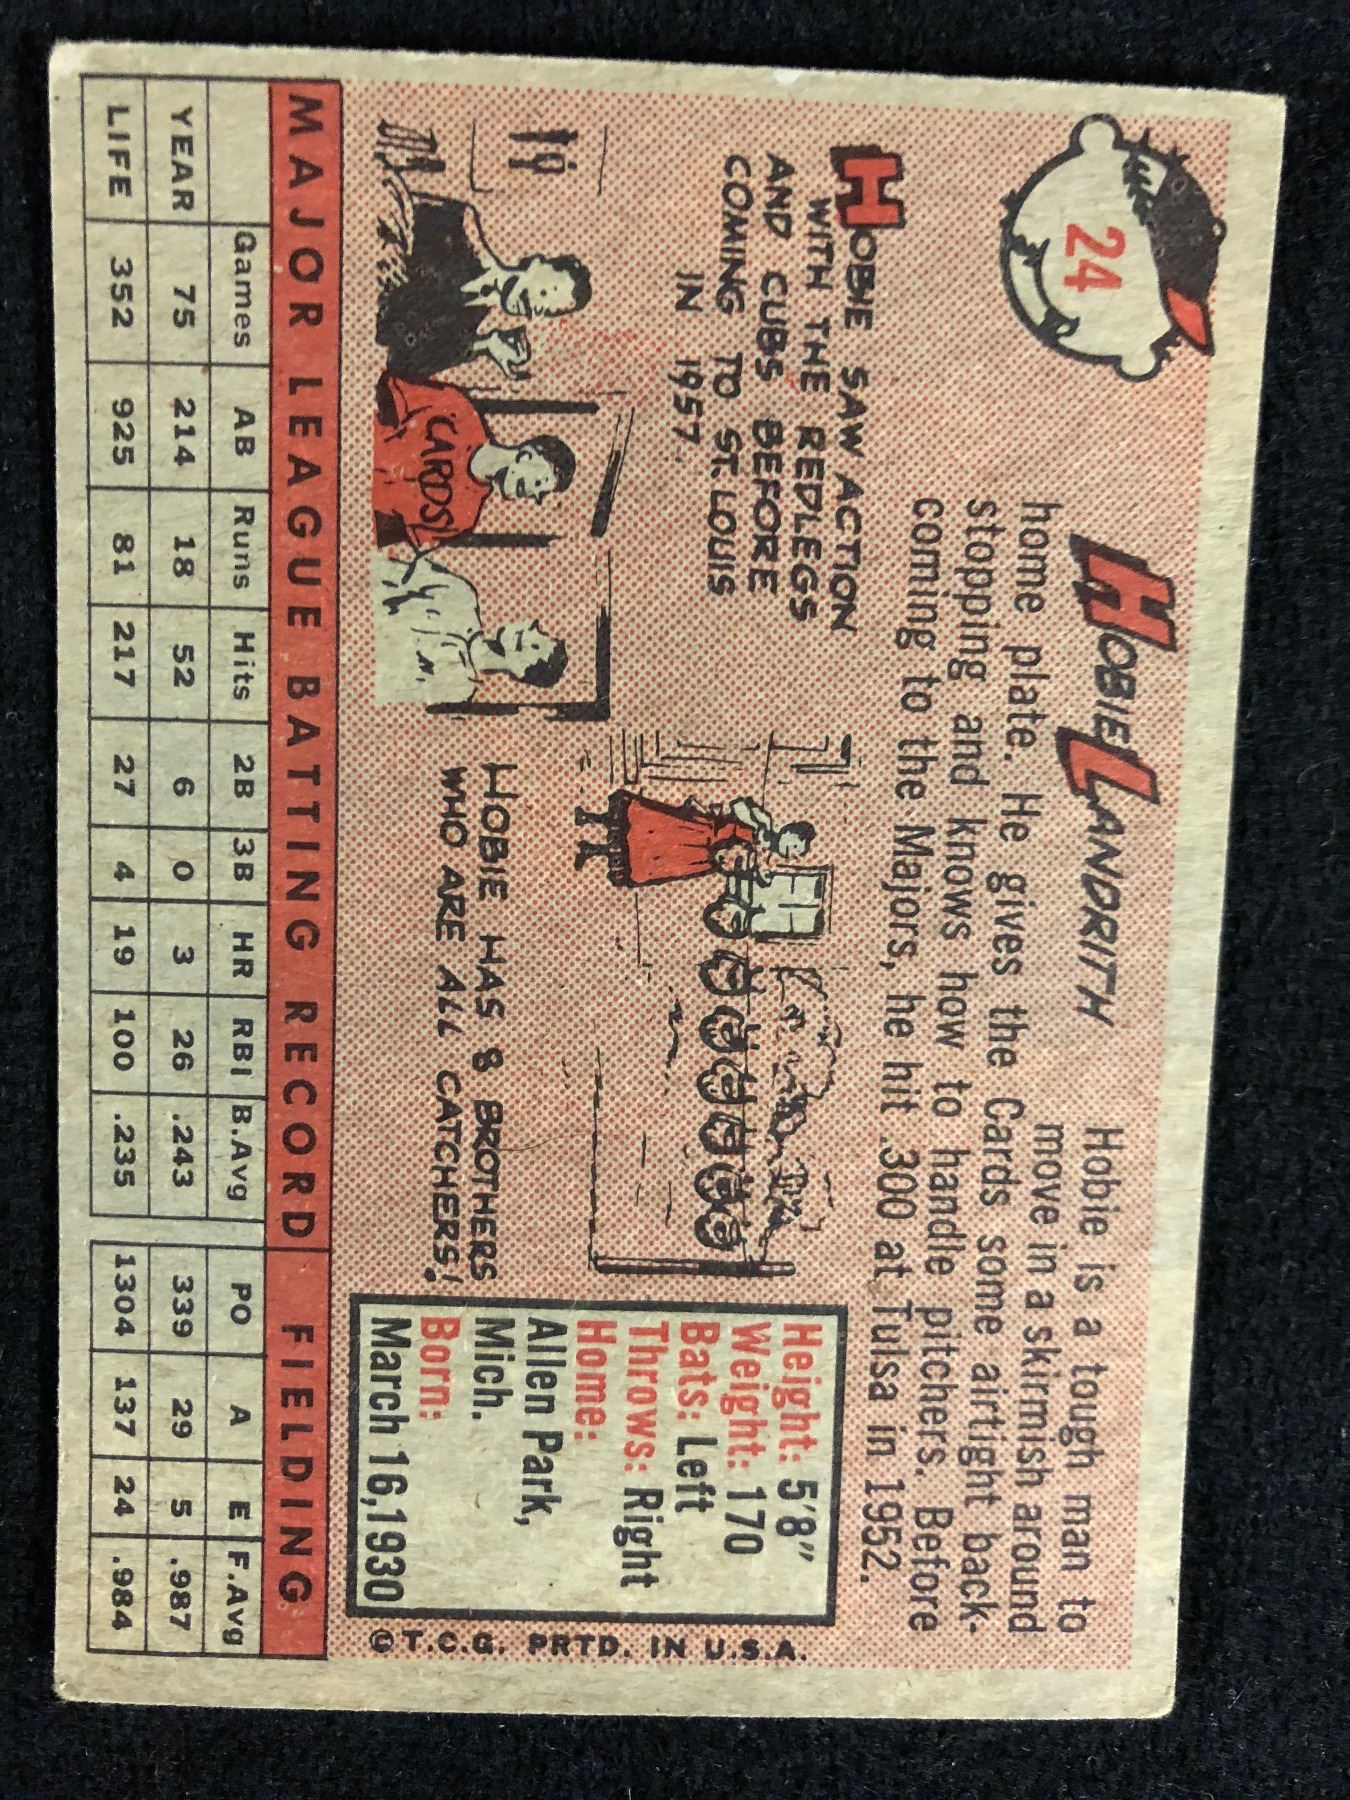 24
HOBIE LANDRITH
Hobie is a tough man to
move in a skirmish around
home plate. He gives the Cards some airtight back-
stopping and knows how to handle pitchers. Before
coming to the Majors, he hit .300 at Tulsa in 1952.
HOBIE SAW ACTION
WITH THE REDLEGS
AND CUBS BEFORE
COMING TO ST. LOUIS
IN 1957.
CARDS
HOBIE HAS 8 BROTHERS
WHO ARE ALL CATCHERS!
Height: 5'8"
Weight: 170
Bats: Left
Throws: Right
Home:
Allen Park,
Mich.
Born:
March 16,1930
©T.C.G. PRTD. IN U.S.A.
MAJOR LEAGUE BATTING RECORD FIELDING
Games AB Runs Hits 2B 3B HR RBI B.Avg PO A E F.Avg
YEAR 75 214 18 52 6 0 3 26 .243 339 29 5 .987
LIFE 352 925 81 217 27 4 19 100 .235 1304 137 24 .984